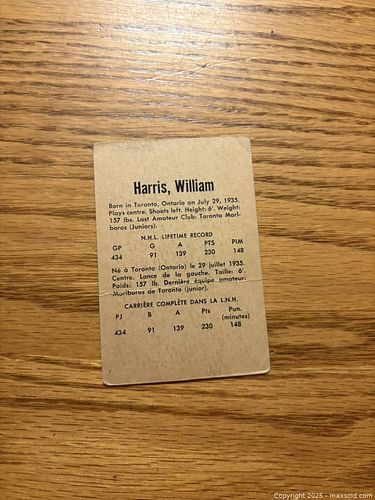 Harris, William
Born in Toronto, Ontario on July 29, 1935.
Plays centre. Shoots left. Height: 6'. Weight:
157 lbs. Last Amateur Club: Toronto Marl-
boros (Juniors).
N.H.L. LIFETIME RECORD
GP G A PTS PIM
434 91 139 230 148
Né à Toronto (Ontario) le 29 juillet 1935.
Centre. Lance de la gauche. Taille: 6'.
Poids: 157 lb. Dernière équipe amateur:
Marlboros de Toronto (junior).
CARRIÈRE COMPLÈTE DANS LA L.N.H.
PJ B A Pts Pun.
(minutes)
434 91 139 230 148
Copyright 2025 - maxsold.com